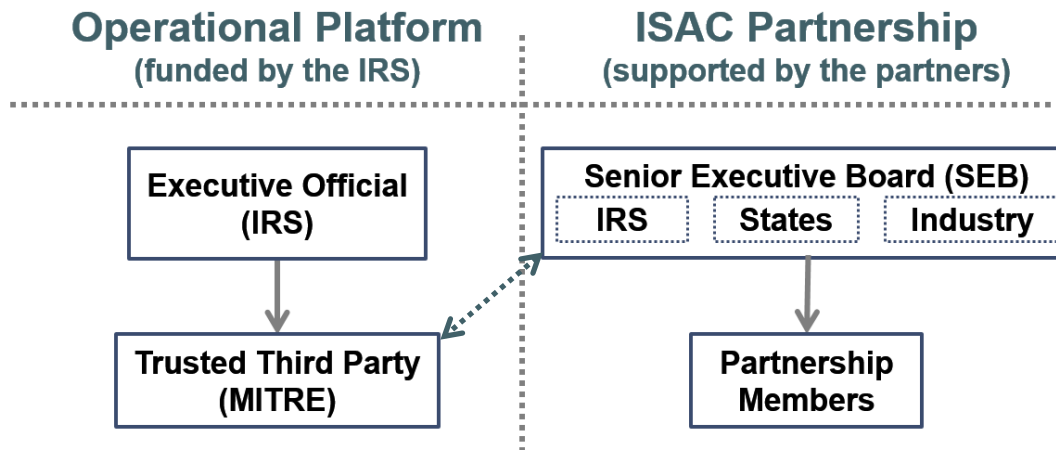 Operational Platform
(funded by the IRS)
ISAC Partnership
(supported by the partners)
Executive Official
(IRS)
Senior Executive Board (SEB)
IRS
States
Industry
Trusted Third Party
(MITRE)
Partnership
Members